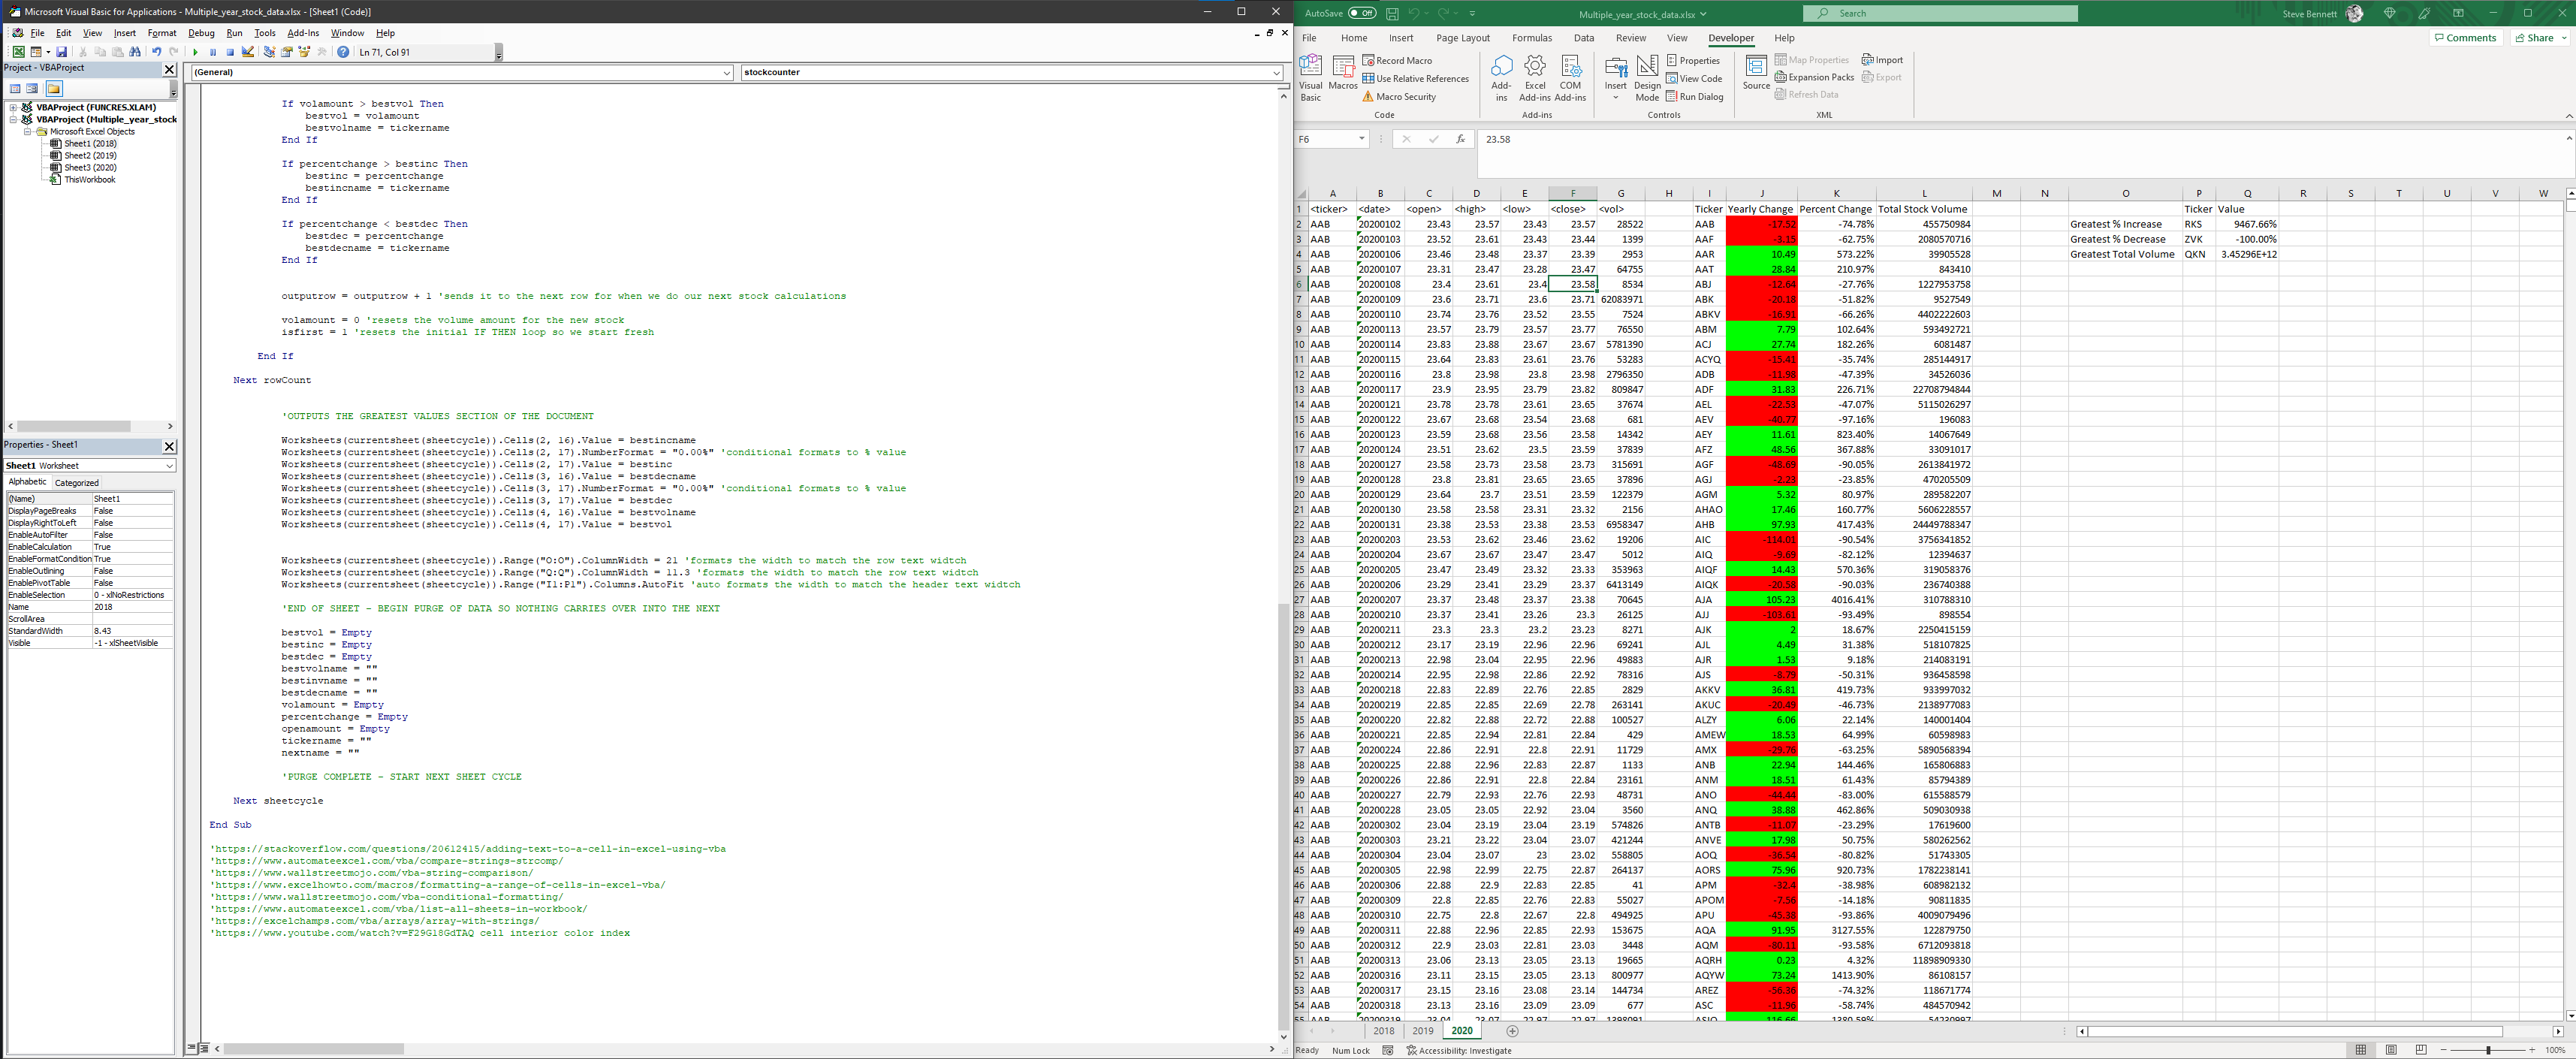 Microsoft Visual Basic for Applications - Multiple_year_stock_data.xlsx - [Sheet1 (Code)]
File Edit View Insert Format Debug Run Tools Add-Ins Window Help
Ln 71, Col 91
Project - VBAProject
VBAProject (FUNCRES.XLAM)
VBAProject (Multiple_year_stock
Microsoft Excel Objects
Sheet1 (2018)
Sheet2 (2019)
Sheet3 (2020)
ThisWorkbook
Properties - Sheet1
Sheet1 Worksheet
Alphabetic Categorized
(Name) Sheet1
DisplayPageBreaks False
DisplayRightToLeft False
EnableAutoFilter False
EnableCalculation True
EnableFormatCondition True
EnableOutlining False
EnablePivotTable False
EnableSelection 0 - xlNoRestrictions
Name 2018
ScrollArea
StandardWidth 8.43
Visible -1 - xlSheetVisible
(General) stockcounter
If volamount > bestvol Then
bestvol = volamount
bestvolname = tickername
End If
If percentchange > bestinc Then
bestinc = percentchange
bestincname = tickername
End If
If percentchange < bestdec Then
bestdec = percentchange
bestdecname = tickername
End If
outputrow = outputrow + 1 'sends it to the next row for when we do our next stock calculations
volamount = 0 'resets the volume amount for the new stock
isfirst = 1 'resets the initial IF THEN loop so we start fresh
End If
Next rowCount
'OUTPUTS THE GREATEST VALUES SECTION OF THE DOCUMENT
Worksheets(currentsheet(sheetcycle)).Cells(2, 16).Value = bestincname
Worksheets(currentsheet(sheetcycle)).Cells(2, 17).NumberFormat = "0.00%" 'conditional formats to % value
Worksheets(currentsheet(sheetcycle)).Cells(2, 17).Value = bestinc
Worksheets(currentsheet(sheetcycle)).Cells(3, 16).Value = bestdecname
Worksheets(currentsheet(sheetcycle)).Cells(3, 17).NumberFormat = "0.00%" 'conditional formats to % value
Worksheets(currentsheet(sheetcycle)).Cells(3, 17).Value = bestdec
Worksheets(currentsheet(sheetcycle)).Cells(4, 16).Value = bestvolname
Worksheets(currentsheet(sheetcycle)).Cells(4, 17).Value = bestvol
Worksheets(currentsheet(sheetcycle)).Range("O:O").ColumnWidth = 21 'formats the width to match the row text widtch
Worksheets(currentsheet(sheetcycle)).Range("Q:Q").ColumnWidth = 11.3 'formats the width to match the row text widtch
Worksheets(currentsheet(sheetcycle)).Range("I1:P1").Columns.AutoFit 'auto formats the width to match the header text widtch
'END OF SHEET - BEGIN PURGE OF DATA SO NOTHING CARRIES OVER INTO THE NEXT
bestvol = Empty
bestinc = Empty
bestdec = Empty
bestvolname = ""
bestinvname = ""
bestdecname = ""
volamount = Empty
percentchange = Empty
openamount = Empty
tickername = ""
nextname = ""
'PURGE COMPLETE - START NEXT SHEET CYCLE
Next sheetcycle
End Sub
'https://stackoverflow.com/questions/20612415/adding-text-to-a-cell-in-excel-using-vba
'https://www.automateexcel.com/vba/compare-strings-strcomp/
'https://www.wallstreetmojo.com/vba-string-comparison/
'https://www.excelhowto.com/macros/formatting-a-range-of-cells-in-excel-vba/
'https://www.wallstreetmojo.com/vba-conditional-formatting/
'https://www.automateexcel.com/vba/list-all-sheets-in-workbook/
'https://excelchamps.com/vba/arrays/array-with-strings/
'https://www.youtube.com/watch?v=F29G18GdTAQ cell interior color index
AutoSave Off Multiple_year_stock_data.xlsx Search Steve Bennett
File Home Insert Page Layout Formulas Data Review View Developer Help Comments Share
Visual Basic Macros Record Macro Use Relative References Macro Security Code
Add-ins Excel Add-ins COM Add-ins Add-ins
Insert Design Mode Properties View Code Run Dialog Controls
Source Map Properties Expansion Packs Refresh Data Import Export XML
F6 fx 23.58
A B C D E F G H I J K L M N O P Q R S T U V W
1 <ticker> <date> <open> <high> <low> <close> <vol> Ticker Yearly Change Percent Change Total Stock Volume Ticker Value
2 AAB 20200102 23.43 23.57 23.43 23.57 28522 AAB -17.52 -74.78% 455750984 Greatest % Increase RKS 9467.66%
3 AAB 20200103 23.52 23.61 23.43 23.44 1399 AAF -3.15 -62.75% 2080570716 Greatest % Decrease ZVK -100.00%
4 AAB 20200106 23.46 23.48 23.37 23.39 2953 AAR 10.49 573.22% 39905528 Greatest Total Volume QKN 3.45296E+12
5 AAB 20200107 23.31 23.47 23.28 23.47 64755 AAT 28.84 210.97% 843410
6 AAB 20200108 23.4 23.61 23.4 23.58 8534 ABJ -12.64 -27.76% 1227953758
7 AAB 20200109 23.6 23.71 23.6 23.71 62083971 ABK -20.18 -51.82% 9527549
8 AAB 20200110 23.74 23.76 23.52 23.55 7524 ABKV -16.91 -66.26% 4402222603
9 AAB 20200113 23.57 23.79 23.57 23.77 76550 ABM 7.79 102.64% 593492721
10 AAB 20200114 23.83 23.88 23.67 23.67 5781390 ACJ 27.74 182.26% 6081487
11 AAB 20200115 23.64 23.83 23.61 23.76 53283 ACYQ -15.41 -35.74% 285144917
12 AAB 20200116 23.8 23.98 23.8 23.98 2796350 ADB -11.98 -47.39% 34526036
13 AAB 20200117 23.9 23.95 23.79 23.82 809847 ADF 31.83 226.71% 22708794844
14 AAB 20200121 23.78 23.78 23.61 23.65 37674 AEL -22.53 -47.07% 5115026297
15 AAB 20200122 23.67 23.68 23.54 23.68 681 AEV -40.77 -97.16% 196083
16 AAB 20200123 23.59 23.68 23.56 23.58 14342 AEY 11.61 823.40% 14067649
17 AAB 20200124 23.51 23.62 23.5 23.59 37839 AFZ 48.56 367.88% 33091017
18 AAB 20200127 23.58 23.73 23.58 23.73 315691 AGF -48.69 -90.05% 2613841972
19 AAB 20200128 23.8 23.81 23.65 23.65 37896 AGJ -2.23 -23.85% 470205509
20 AAB 20200129 23.64 23.7 23.51 23.59 122379 AGM 5.32 80.97% 289582207
21 AAB 20200130 23.58 23.58 23.31 23.32 2156 AHAO 17.46 160.77% 5606228557
22 AAB 20200131 23.38 23.53 23.38 23.53 6958347 AHB 97.93 417.43% 24449788347
23 AAB 20200203 23.53 23.62 23.46 23.62 19206 AIC -114.01 -90.54% 3756341852
24 AAB 20200204 23.67 23.67 23.47 23.47 5012 AIQ -9.69 -82.12% 12394637
25 AAB 20200205 23.47 23.49 23.32 23.33 353963 AIQF 14.43 570.36% 319058376
26 AAB 20200206 23.29 23.41 23.29 23.37 6413149 AIQK -20.58 -90.03% 236740388
27 AAB 20200207 23.37 23.48 23.37 23.38 70645 AJA 105.23 4016.41% 310788310
28 AAB 20200210 23.37 23.41 23.26 23.3 26125 AJJ -103.61 -93.49% 898554
29 AAB 20200211 23.3 23.3 23.2 23.23 8271 AJK 2 18.67% 2250415159
30 AAB 20200212 23.17 23.19 22.96 22.96 69241 AJL 4.49 31.38% 518107825
31 AAB 20200213 22.98 23.04 22.95 22.96 49883 AJR 1.53 9.18% 214083191
32 AAB 20200214 22.95 22.98 22.86 22.92 78316 AJS -8.79 -50.31% 936458598
33 AAB 20200218 22.83 22.89 22.76 22.85 2829 AKKV 36.81 419.73% 933997032
34 AAB 20200219 22.85 22.85 22.69 22.78 263141 AKUC -20.49 -46.73% 2138977083
35 AAB 20200220 22.82 22.88 22.72 22.88 100527 ALZY 6.06 22.14% 140001404
36 AAB 20200221 22.85 22.94 22.81 22.84 429 AMEW 18.53 64.99% 60598983
37 AAB 20200224 22.86 22.91 22.8 22.91 11729 AMX -29.76 -63.25% 5890568394
38 AAB 20200225 22.88 22.96 22.83 22.87 1133 ANB 22.94 144.46% 165806883
39 AAB 20200226 22.86 22.91 22.8 22.84 23161 ANM 18.51 61.43% 85794389
40 AAB 20200227 22.79 22.93 22.76 22.93 48731 ANO -44.44 -83.00% 615588579
41 AAB 20200228 23.05 23.05 22.92 23.04 3560 ANQ 38.88 462.86% 509030938
42 AAB 20200302 23.04 23.19 23.04 23.19 574826 ANTB -11.07 -23.29% 17619600
43 AAB 20200303 23.21 23.22 23.04 23.07 421244 ANVE 17.98 50.75% 580262562
44 AAB 20200304 23.04 23.07 23 23.02 558805 AOQ -36.54 -80.82% 51743305
45 AAB 20200305 22.98 22.99 22.75 22.87 264137 AORS 75.96 920.73% 1782238141
46 AAB 20200306 22.88 22.9 22.83 22.85 41 APM -32.4 -38.98% 608982132
47 AAB 20200309 22.8 22.85 22.76 22.83 55027 APOM -7.56 -14.18% 90811835
48 AAB 20200310 22.75 22.8 22.67 22.8 494925 APU -45.38 -93.86% 4009079496
49 AAB 20200311 22.88 22.96 22.85 22.93 153675 AQA 91.95 3127.55% 122879750
50 AAB 20200312 22.9 23.03 22.81 23.03 3448 AQM -80.11 -93.58% 6712093818
51 AAB 20200313 23.06 23.13 23.05 23.13 19665 AQRH 0.23 4.32% 11898909330
52 AAB 20200316 23.11 23.15 23.05 23.13 800977 AQYW 73.24 1413.90% 86108157
53 AAB 20200317 23.15 23.16 23.08 23.14 144734 AREZ -56.36 -74.32% 118671774
54 AAB 20200318 23.13 23.16 23.09 23.09 677 ASC -11.96 -58.74% 484570942
2018 2019 2020
Ready Num Lock Accessibility: Investigate 100%